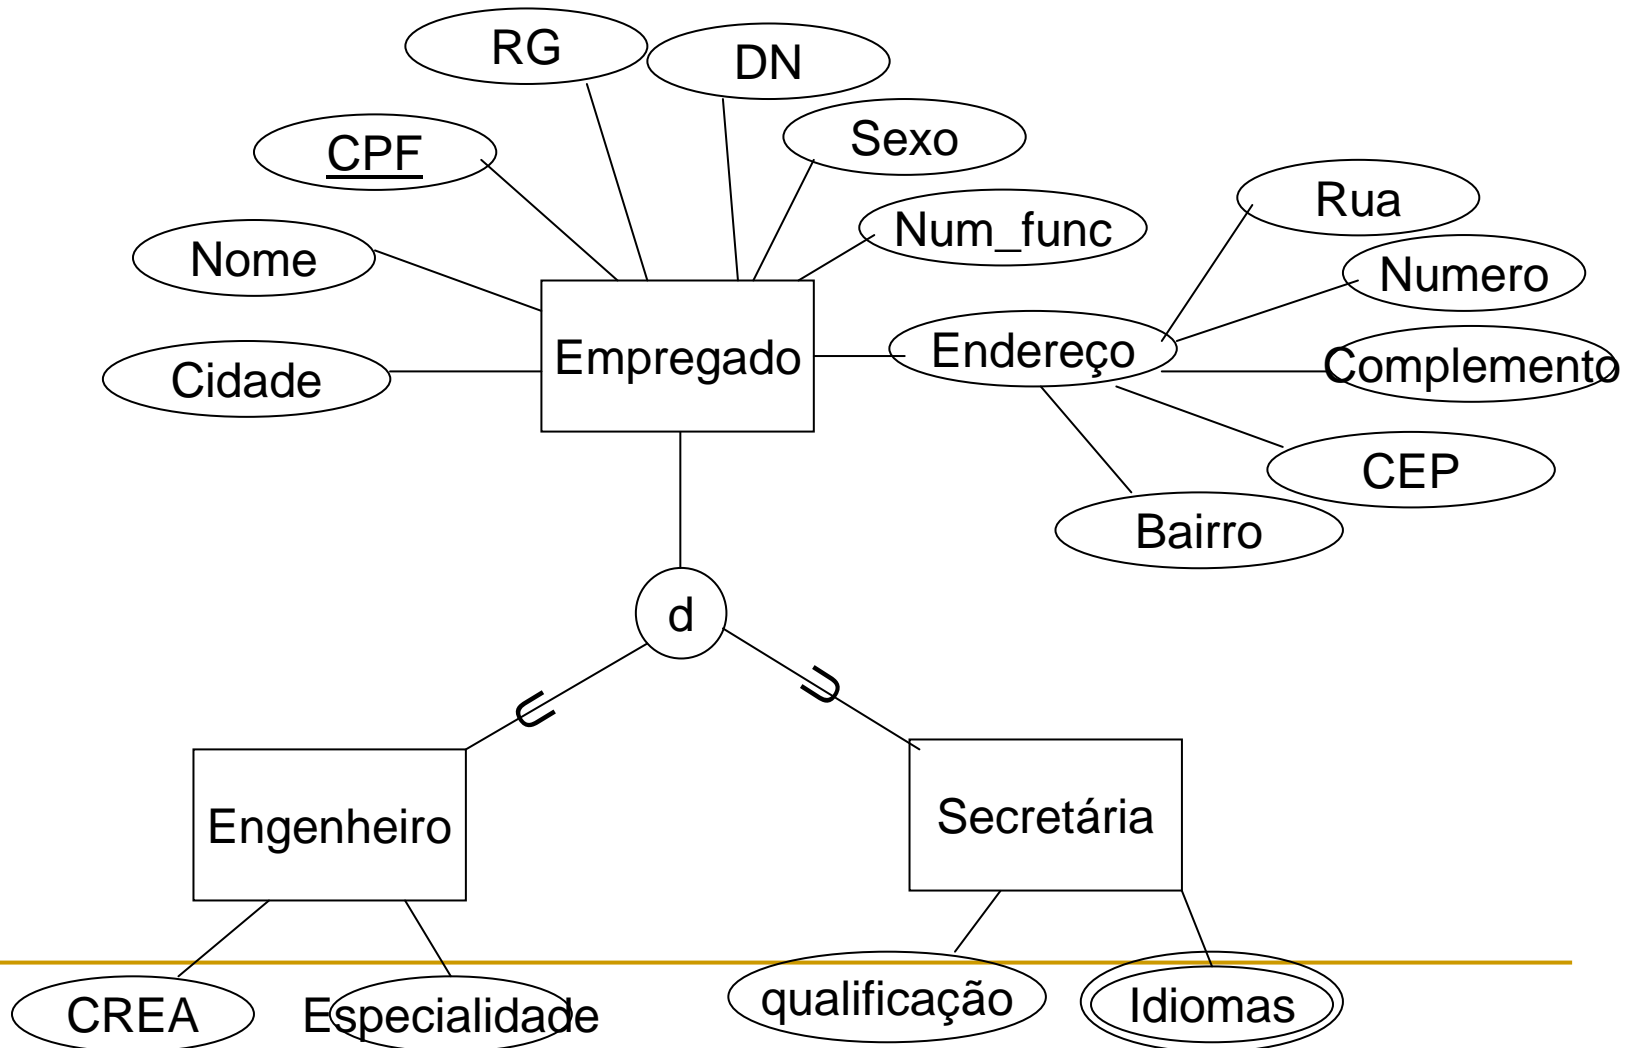 RG
DN
CPF
Sexo
Rua
Nome
Num_func
Numero
Empregado
Endereço
Complemento
Cidade
CEP
Bairro
d
Engenheiro
Secretária
CREA
Especialidade
qualificação
Idiomas